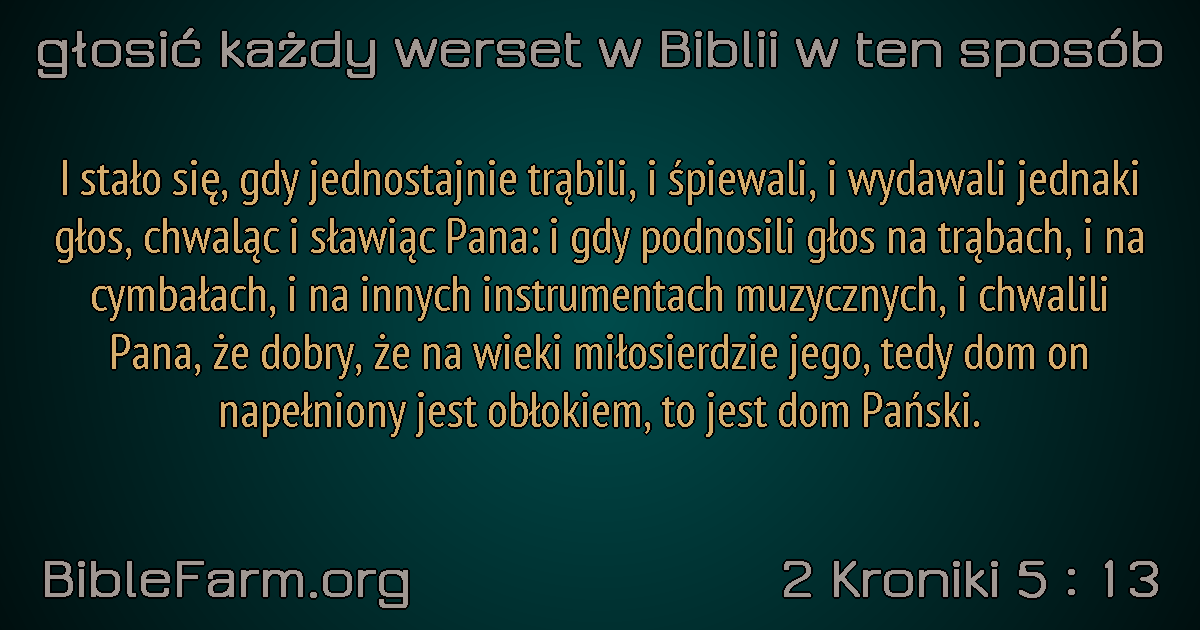 głosić każdy werset w Biblii w ten sposób
I stało się, gdy jednostajnie trąbili, i śpiewali, i wydawali jednaki
głos, chwaląc i sławiąc Pana: i gdy podnosili głos na trąbach, i na
cymbałach, i na innych instrumentach muzycznych, i chwalili
Pana, że dobry, że na wieki miłosierdzie jego, tedy dom on
napełniony jest obłokiem, to jest dom Pański.
BibleFarm.org
2 Kroniki 5 : 13